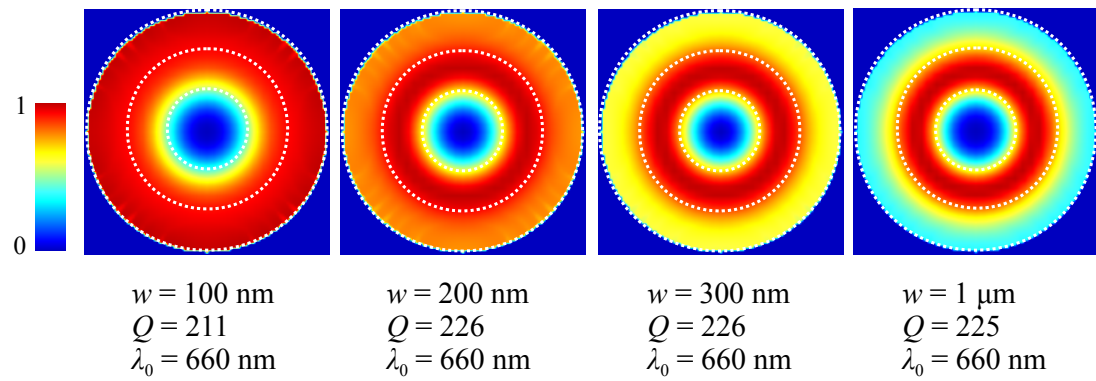 1
0
w = 100 nm
Q = 211
λ₀ = 660 nm
w = 200 nm
Q = 226
λ₀ = 660 nm
w = 300 nm
Q = 226
λ₀ = 660 nm
w = 1 μm
Q = 225
λ₀ = 660 nm